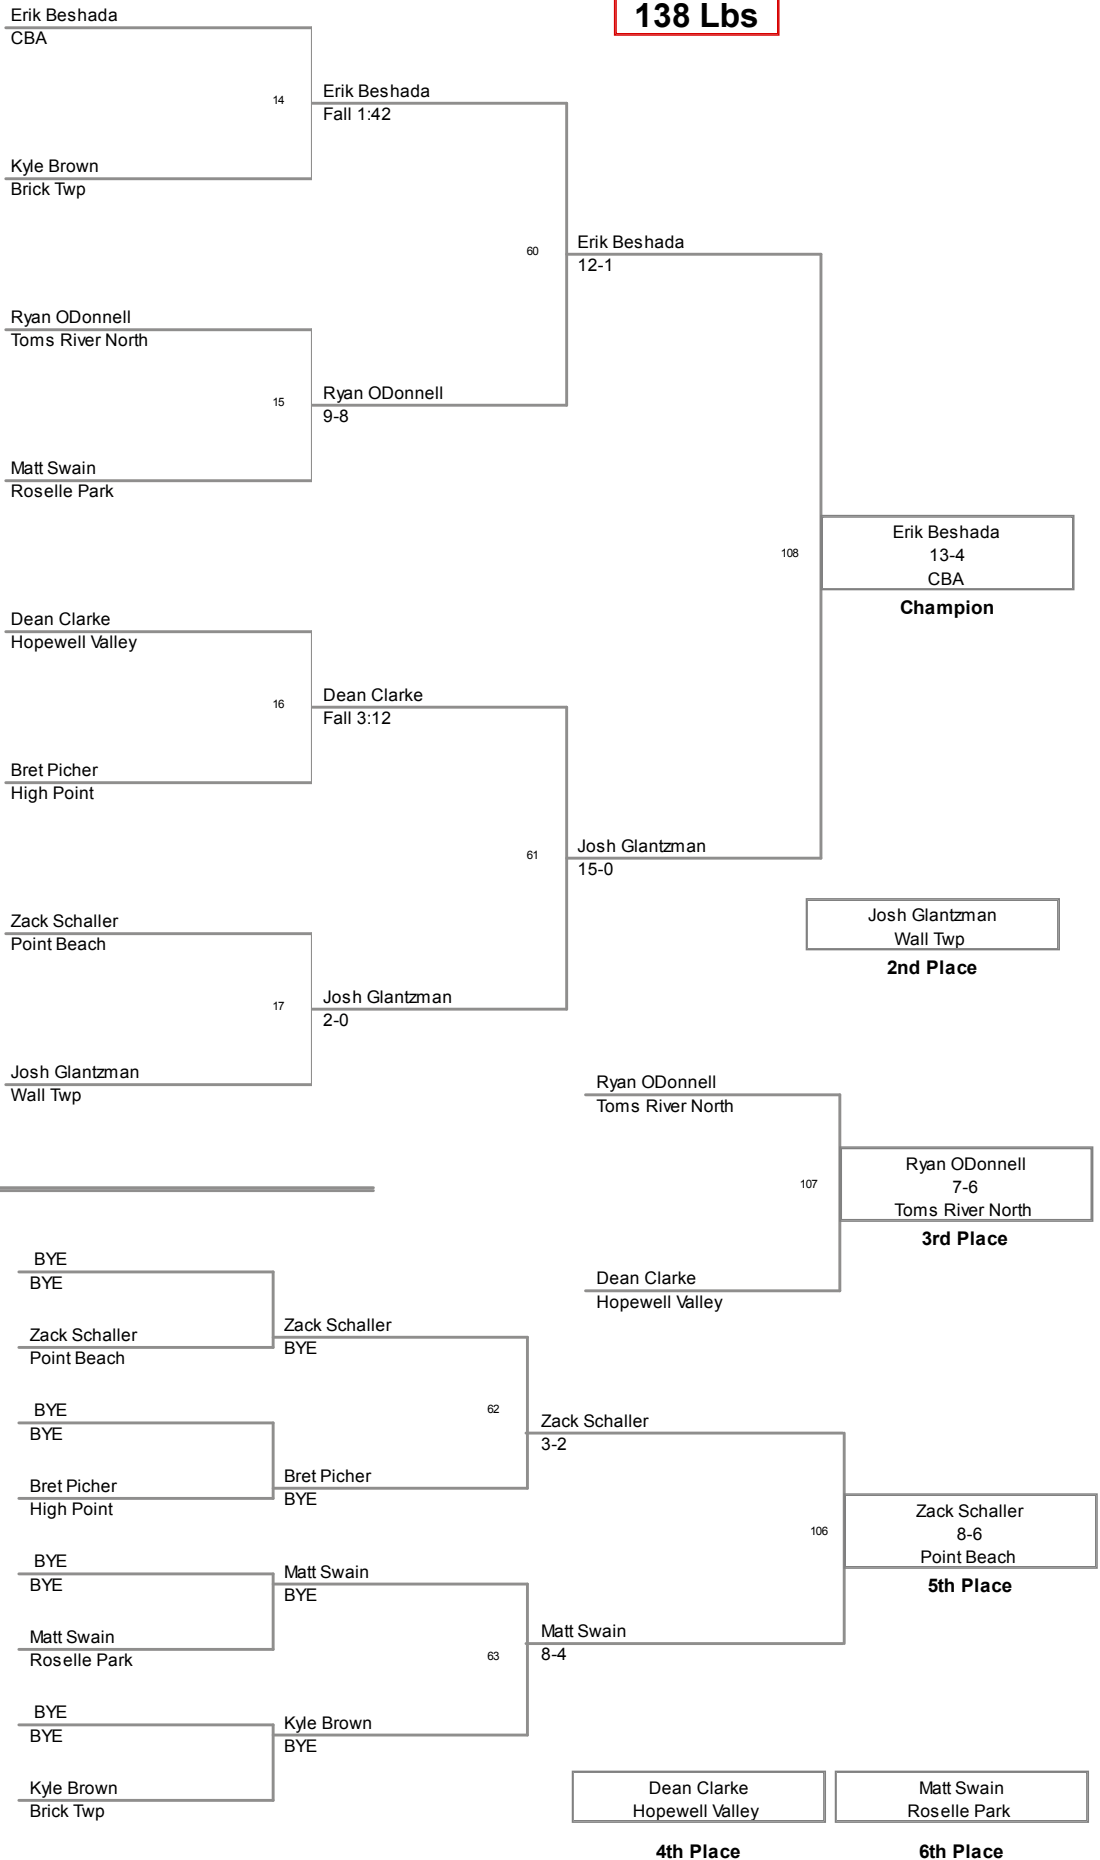 138 Lbs
Erik Beshada
CBA
14
Erik Beshada
Fall 1:42
Kyle Brown
Brick Twp
60
Erik Beshada
12-1
Ryan ODonnell
Toms River North
15
Ryan ODonnell
9-8
Matt Swain
Roselle Park
108
Erik Beshada
13-4
CBA
Champion
Dean Clarke
Hopewell Valley
16
Dean Clarke
Fall 3:12
Bret Picher
High Point
61
Josh Glantzman
15-0
Zack Schaller
Point Beach
17
Josh Glantzman
2-0
Josh Glantzman
Wall Twp
Josh Glantzman
Wall Twp
2nd Place
Ryan ODonnell
Toms River North
107
Ryan ODonnell
7-6
Toms River North
3rd Place
Dean Clarke
Hopewell Valley
BYE
BYE
Zack Schaller
Point Beach
Zack Schaller
BYE
62
Zack Schaller
3-2
BYE
BYE
Bret Picher
High Point
Bret Picher
BYE
106
Zack Schaller
8-6
Point Beach
5th Place
BYE
BYE
Matt Swain
Roselle Park
Matt Swain
BYE
63
Matt Swain
8-4
BYE
BYE
Kyle Brown
Brick Twp
Kyle Brown
BYE
Dean Clarke
Hopewell Valley
4th Place
Matt Swain
Roselle Park
6th Place